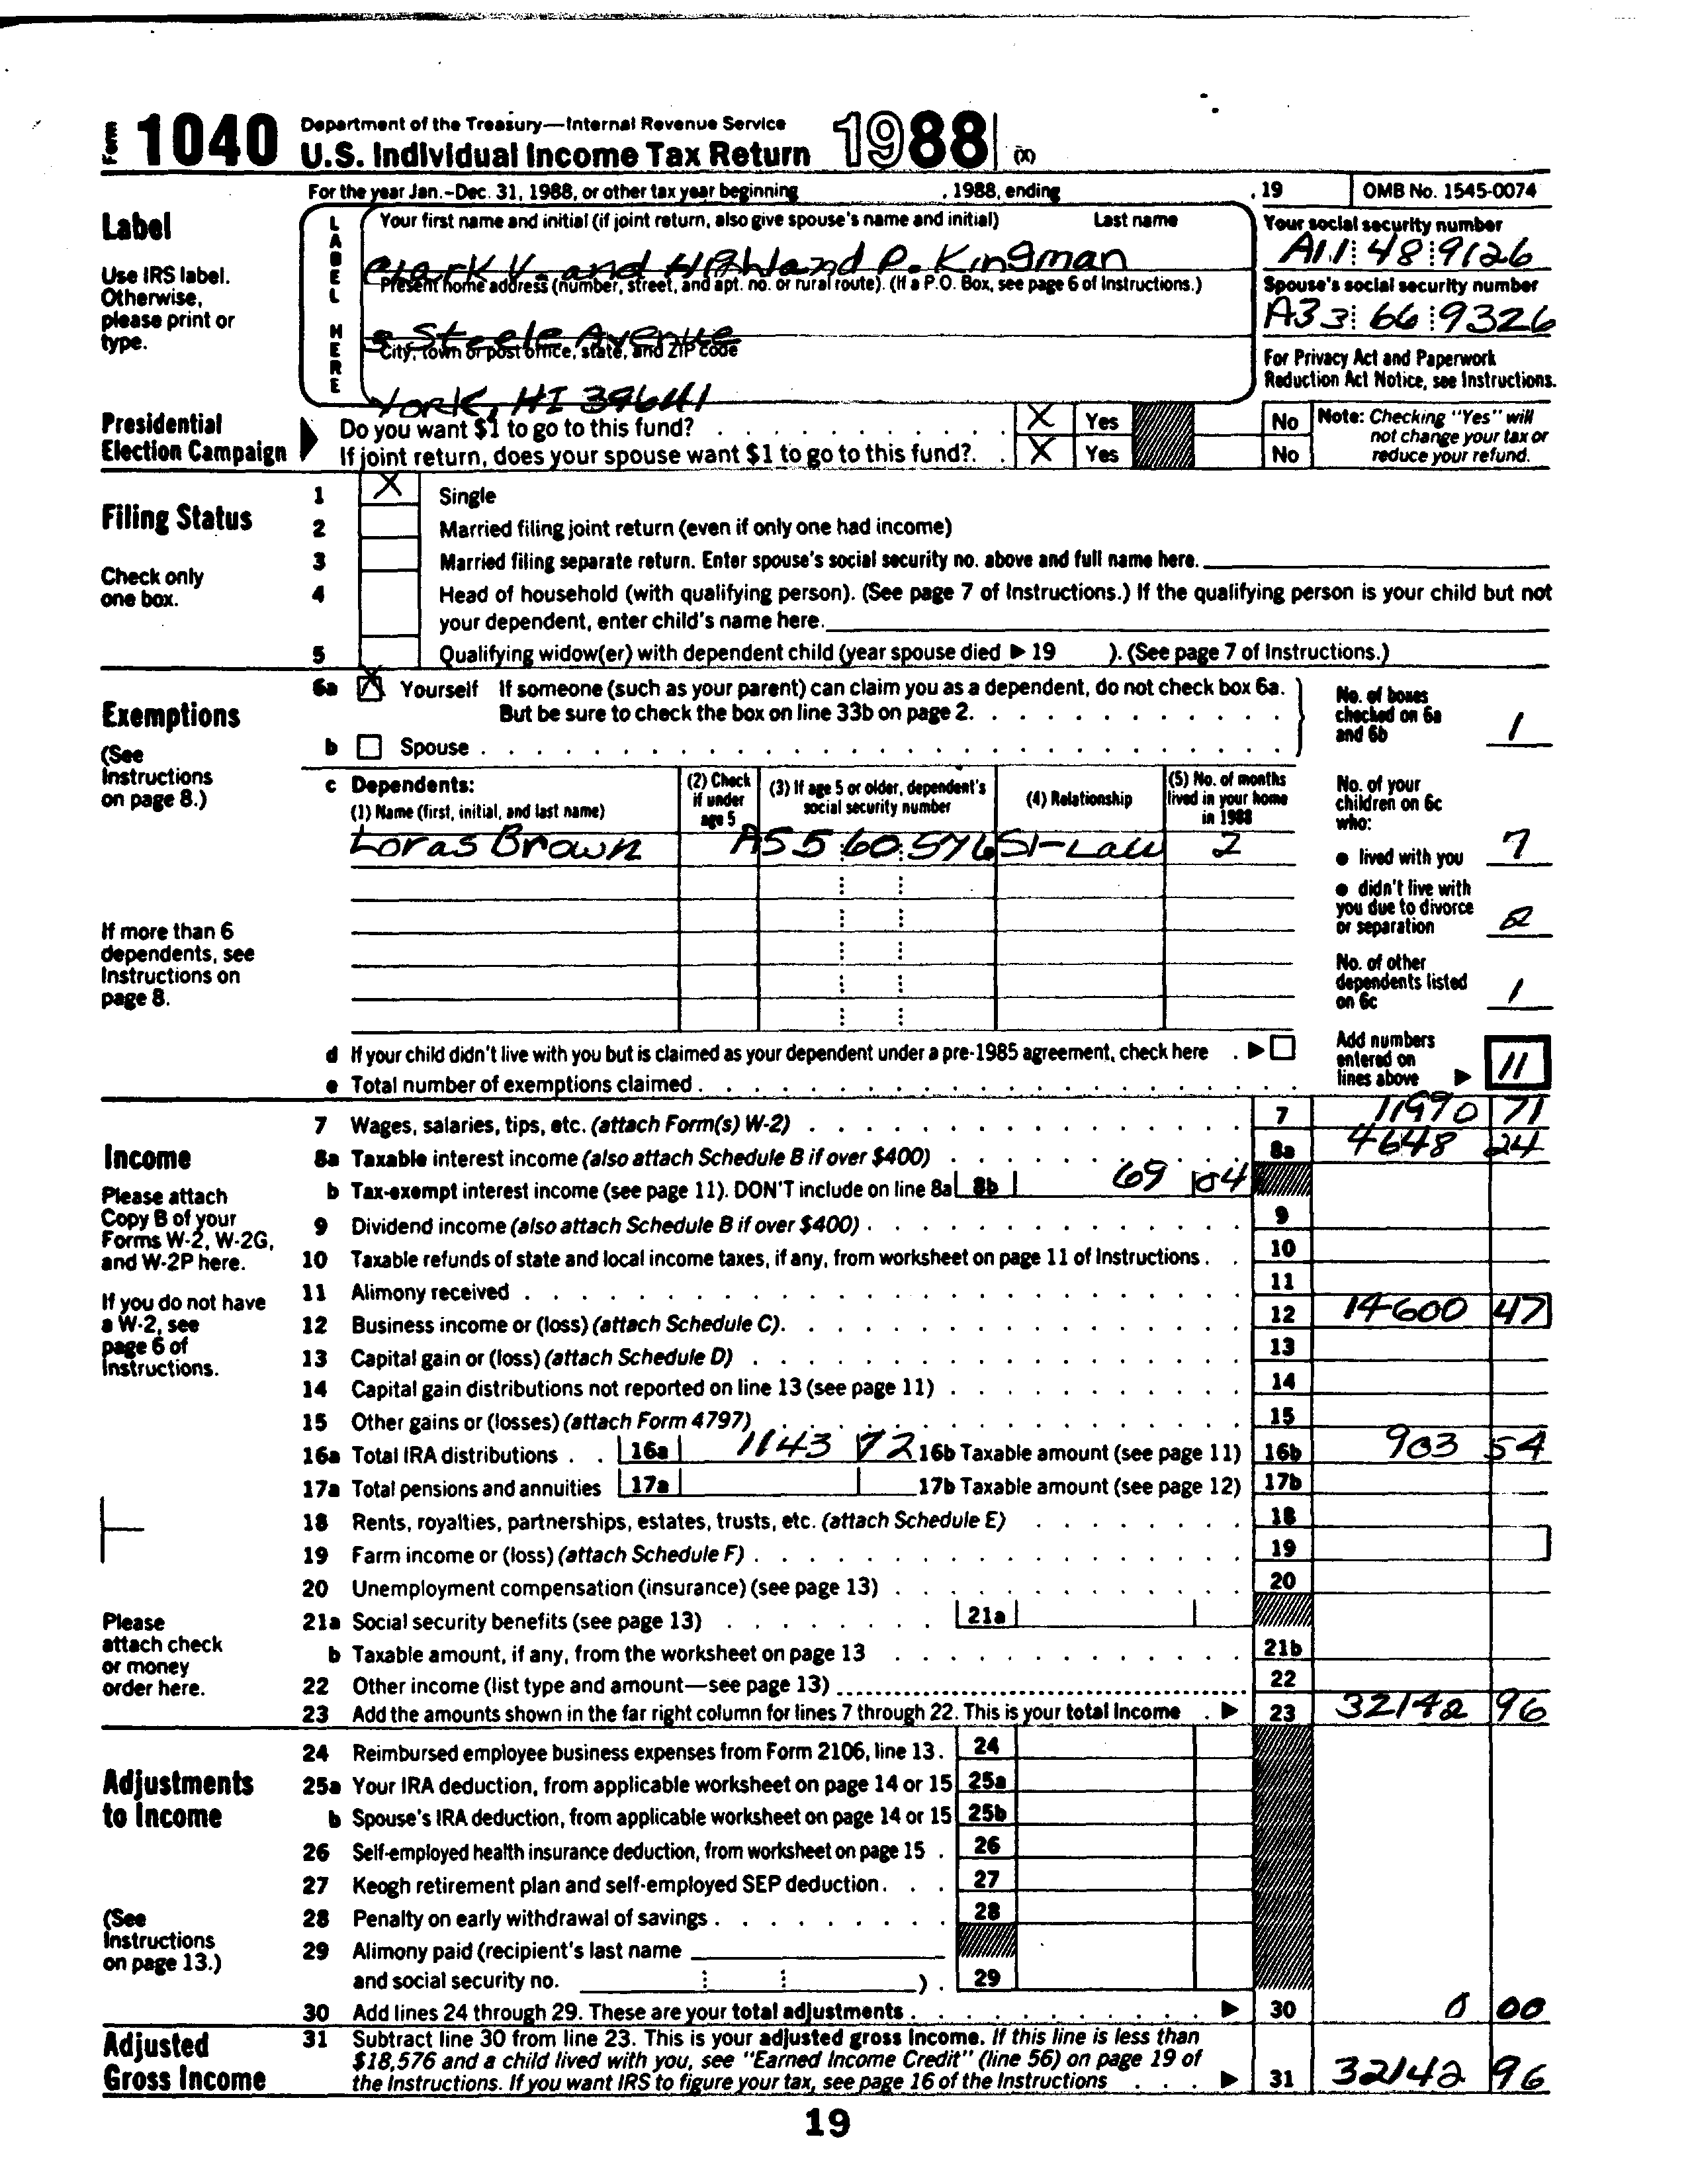 Form 1040 Department of the Treasury—Internal Revenue Service
U.S. Individual Income Tax Return 1988 (X)
For the year Jan.-Dec. 31, 1988, or other tax year beginning , 1988, ending , 19 OMB No. 1545-0074
Label
Use IRS label.
Otherwise,
please print or
type.
LABEL HERE
Your first name and initial (if joint return, also give spouse's name and initial) Last name
Clark V. and Highland P. Kingman
Your social security number
A11 48 9126
Present home address (number, street, and apt. no. or rural route). (If a P.O. Box, see page 6 of Instructions.)
3 Steele Avenue
Spouse's social security number
A33 66 9326
City, town or post office, state, and ZIP code
York, HI 39641
For Privacy Act and Paperwork
Reduction Act Notice, see Instructions.
Presidential
Election Campaign
Do you want $1 to go to this fund? X Yes No
If joint return, does your spouse want $1 to go to this fund? X Yes No
Note: Checking "Yes" will
not change your tax or
reduce your refund.
Filing Status
Check only
one box.
1 X Single
2 Married filing joint return (even if only one had income)
3 Married filing separate return. Enter spouse's social security no. above and full name here.
4 Head of household (with qualifying person). (See page 7 of Instructions.) If the qualifying person is your child but not
your dependent, enter child's name here.
5 Qualifying widow(er) with dependent child (year spouse died ▶ 19 ). (See page 7 of Instructions.)
Exemptions
(See
Instructions
on page 8.)
6a X Yourself If someone (such as your parent) can claim you as a dependent, do not check box 6a.
But be sure to check the box on line 33b on page 2.
b Spouse
No. of boxes
checked on 6a
and 6b 1
c Dependents:
(1) Name (first, initial, and last name)
(2) Check
if under
age 5
(3) If age 5 or older, dependent's
social security number
(4) Relationship
(5) No. of months
lived in your home
in 1988
Loras Brown A55 60 576 SI-Law 2
If more than 6
dependents, see
Instructions on
page 8.
No. of your
children on 6c
who:
● lived with you 7
● didn't live with
you due to divorce
or separation 2
No. of other
dependents listed
on 6c 1
d If your child didn't live with you but is claimed as your dependent under a pre-1985 agreement, check here ▶
e Total number of exemptions claimed
Add numbers
entered on
lines above ▶ 11
Income
Please attach
Copy B of your
Forms W-2, W-2G,
and W-2P here.
If you do not have
a W-2, see
page 6 of
Instructions.
7 Wages, salaries, tips, etc. (attach Form(s) W-2) 7 11990 71
8a Taxable interest income (also attach Schedule B if over $400) 8a 4648 24
b Tax-exempt interest income (see page 11). DON'T include on line 8a 8b 69 04
9 Dividend income (also attach Schedule B if over $400) 9
10 Taxable refunds of state and local income taxes, if any, from worksheet on page 11 of Instructions 10
11 Alimony received 11
12 Business income or (loss) (attach Schedule C) 12 14600 47
13 Capital gain or (loss) (attach Schedule D) 13
14 Capital gain distributions not reported on line 13 (see page 11) 14
15 Other gains or (losses) (attach Form 4797) 15
16a Total IRA distributions 16a 1143 72 16b Taxable amount (see page 11) 16b 903 54
17a Total pensions and annuities 17a 17b Taxable amount (see page 12) 17b
18 Rents, royalties, partnerships, estates, trusts, etc. (attach Schedule E) 18
19 Farm income or (loss) (attach Schedule F) 19
20 Unemployment compensation (insurance) (see page 13) 20
21a Social security benefits (see page 13) 21a
b Taxable amount, if any, from the worksheet on page 13 21b
22 Other income (list type and amount—see page 13) 22
23 Add the amounts shown in the far right column for lines 7 through 22. This is your total income ▶ 23 32142 96
Please
attach check
or money
order here.
Adjustments
to Income
(See
Instructions
on page 13.)
24 Reimbursed employee business expenses from Form 2106, line 13 24
25a Your IRA deduction, from applicable worksheet on page 14 or 15 25a
b Spouse's IRA deduction, from applicable worksheet on page 14 or 15 25b
26 Self-employed health insurance deduction, from worksheet on page 15 26
27 Keogh retirement plan and self-employed SEP deduction 27
28 Penalty on early withdrawal of savings 28
29 Alimony paid (recipient's last name
and social security no. ) 29
30 Add lines 24 through 29. These are your total adjustments ▶ 30 0 00
Adjusted
Gross Income
31 Subtract line 30 from line 23. This is your adjusted gross income. If this line is less than
$18,576 and a child lived with you, see "Earned Income Credit" (line 56) on page 19 of
the Instructions. If you want IRS to figure your tax, see page 16 of the Instructions ▶ 31 32142 96
19